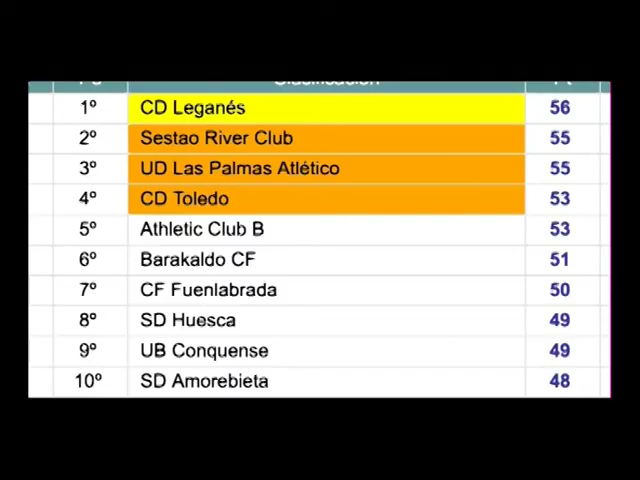 Clasificación
1º CD Leganés 56
2º Sestao River Club 55
3º UD Las Palmas Atlético 55
4º CD Toledo 53
5º Athletic Club B 53
6º Barakaldo CF 51
7º CF Fuenlabrada 50
8º SD Huesca 49
9º UB Conquense 49
10º SD Amorebieta 48